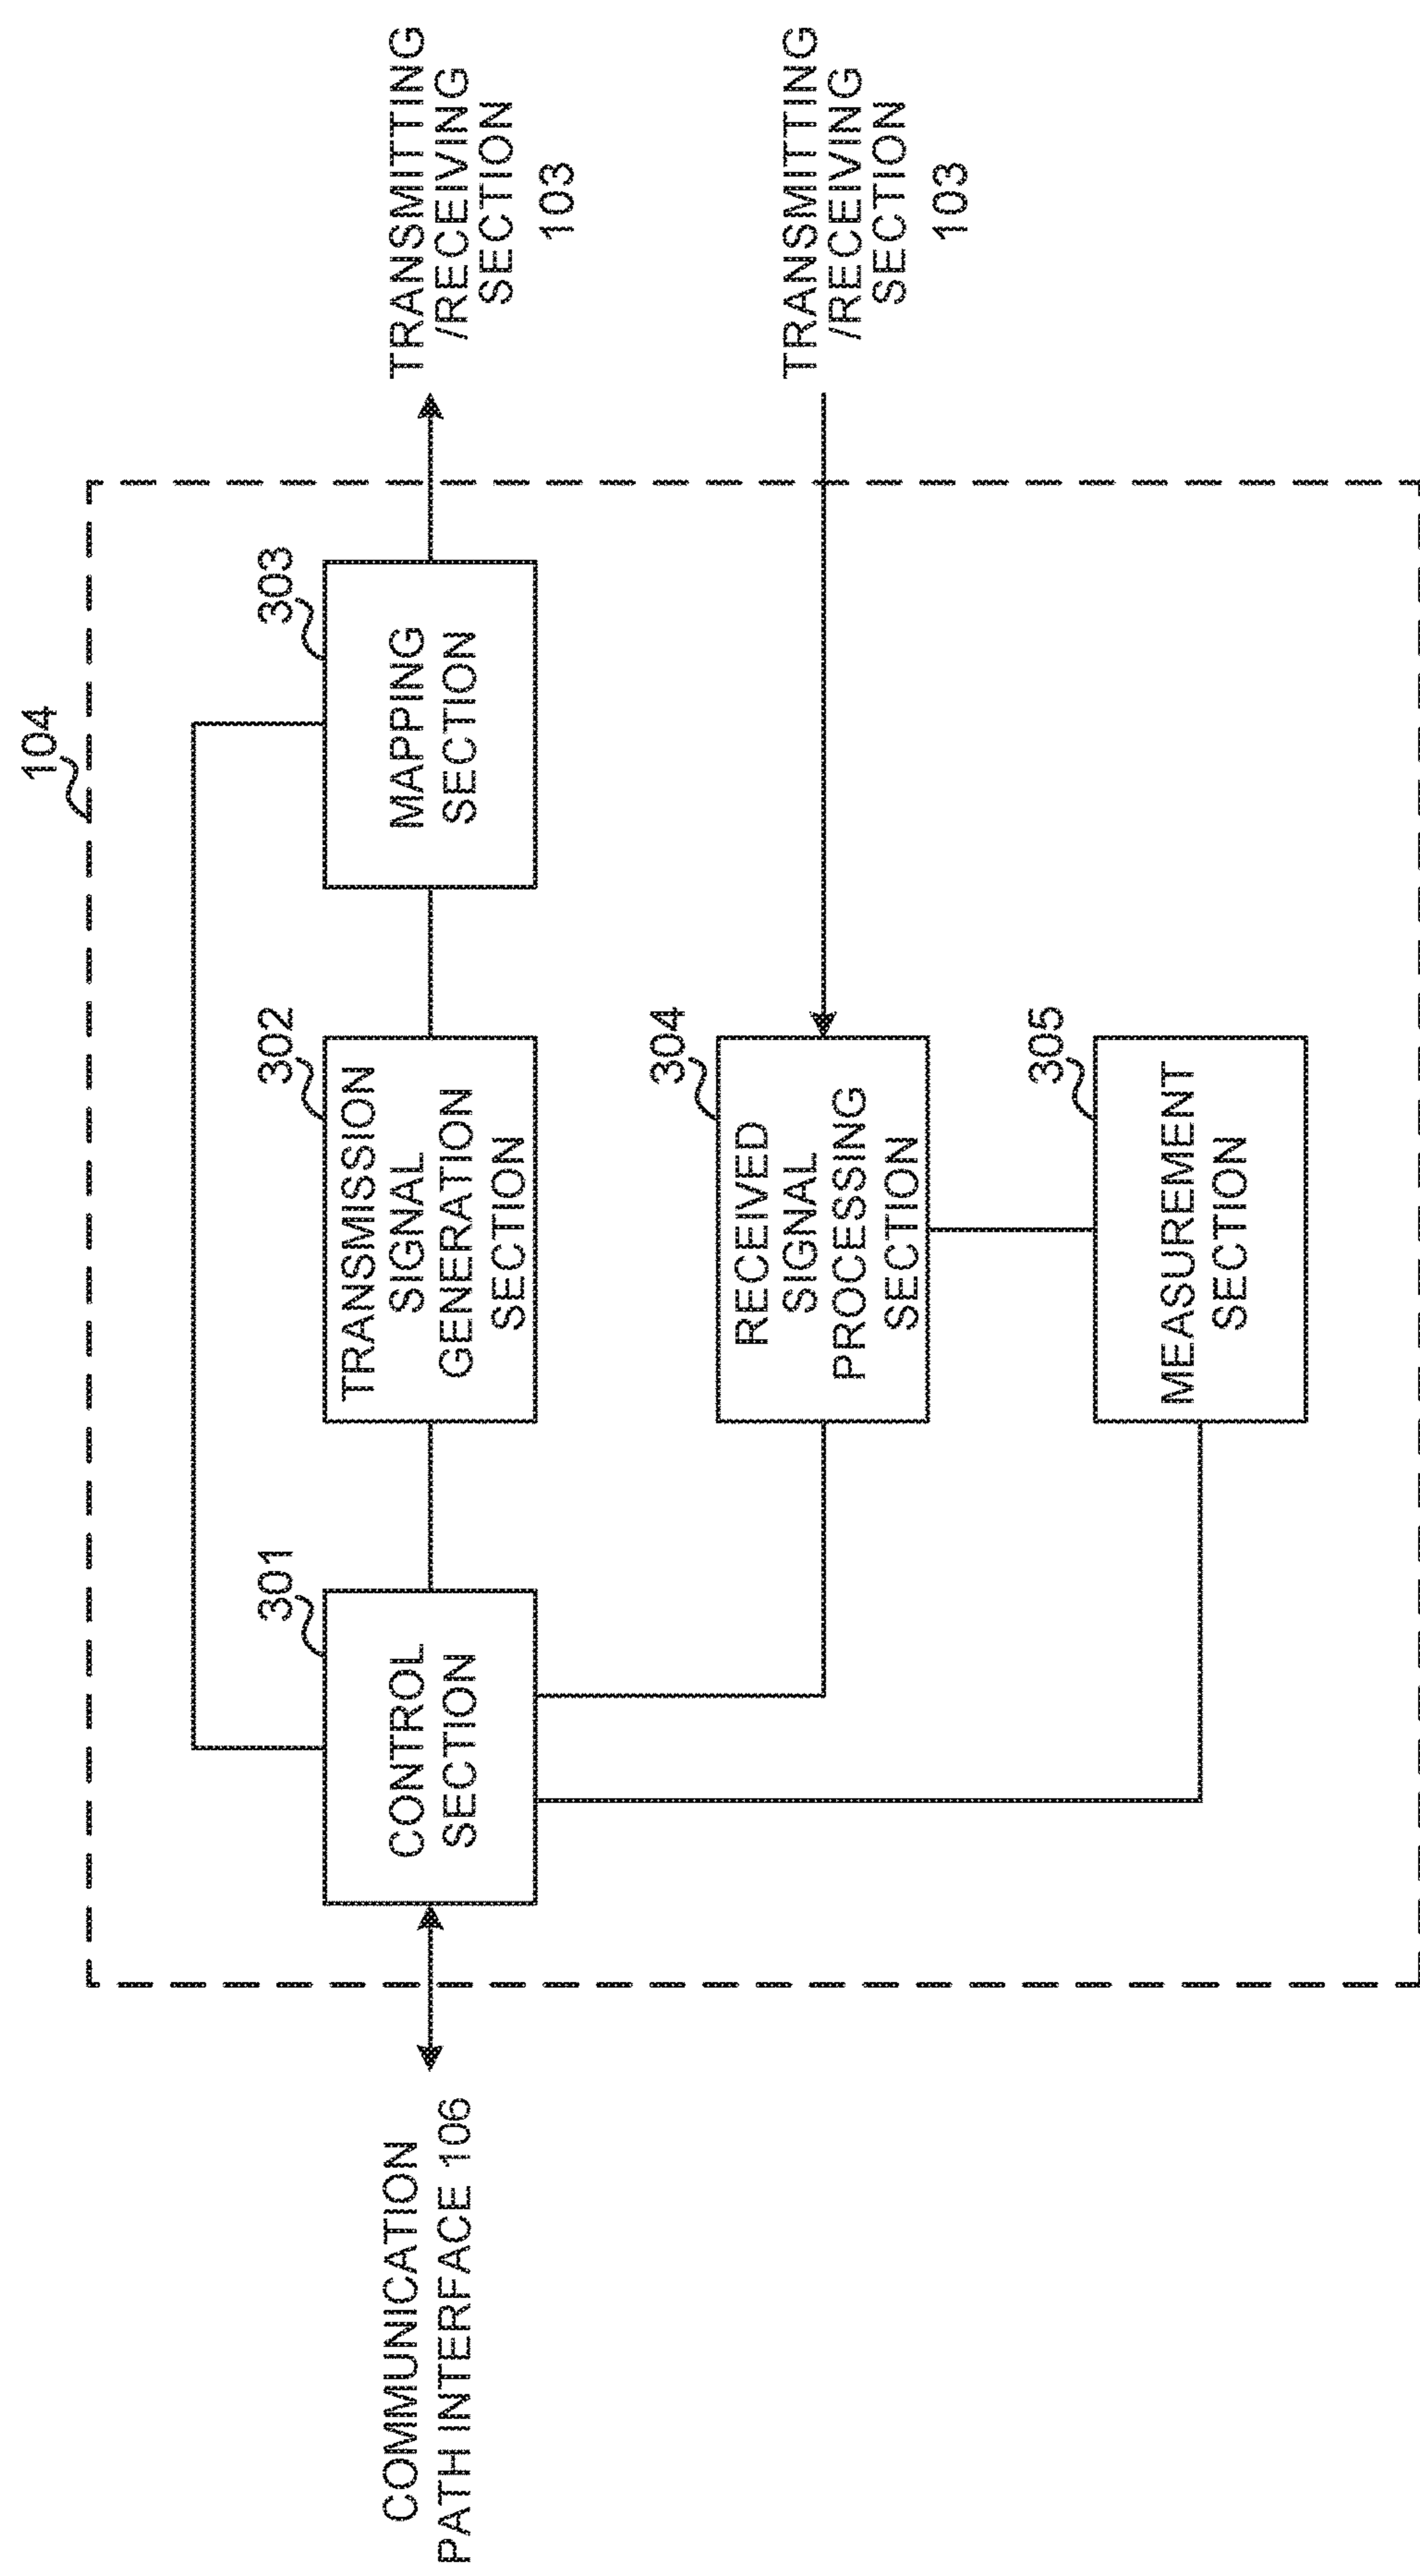 104
COMMUNICATION
PATH INTERFACE 106
301
CONTROL
SECTION
302
TRANSMISSION
SIGNAL
GENERATION
SECTION
303
MAPPING
SECTION
TRANSMITTING
/RECEIVING
SECTION
103
304
RECEIVED
SIGNAL
PROCESSING
SECTION
TRANSMITTING
/RECEIVING
SECTION
103
305
MEASUREMENT
SECTION